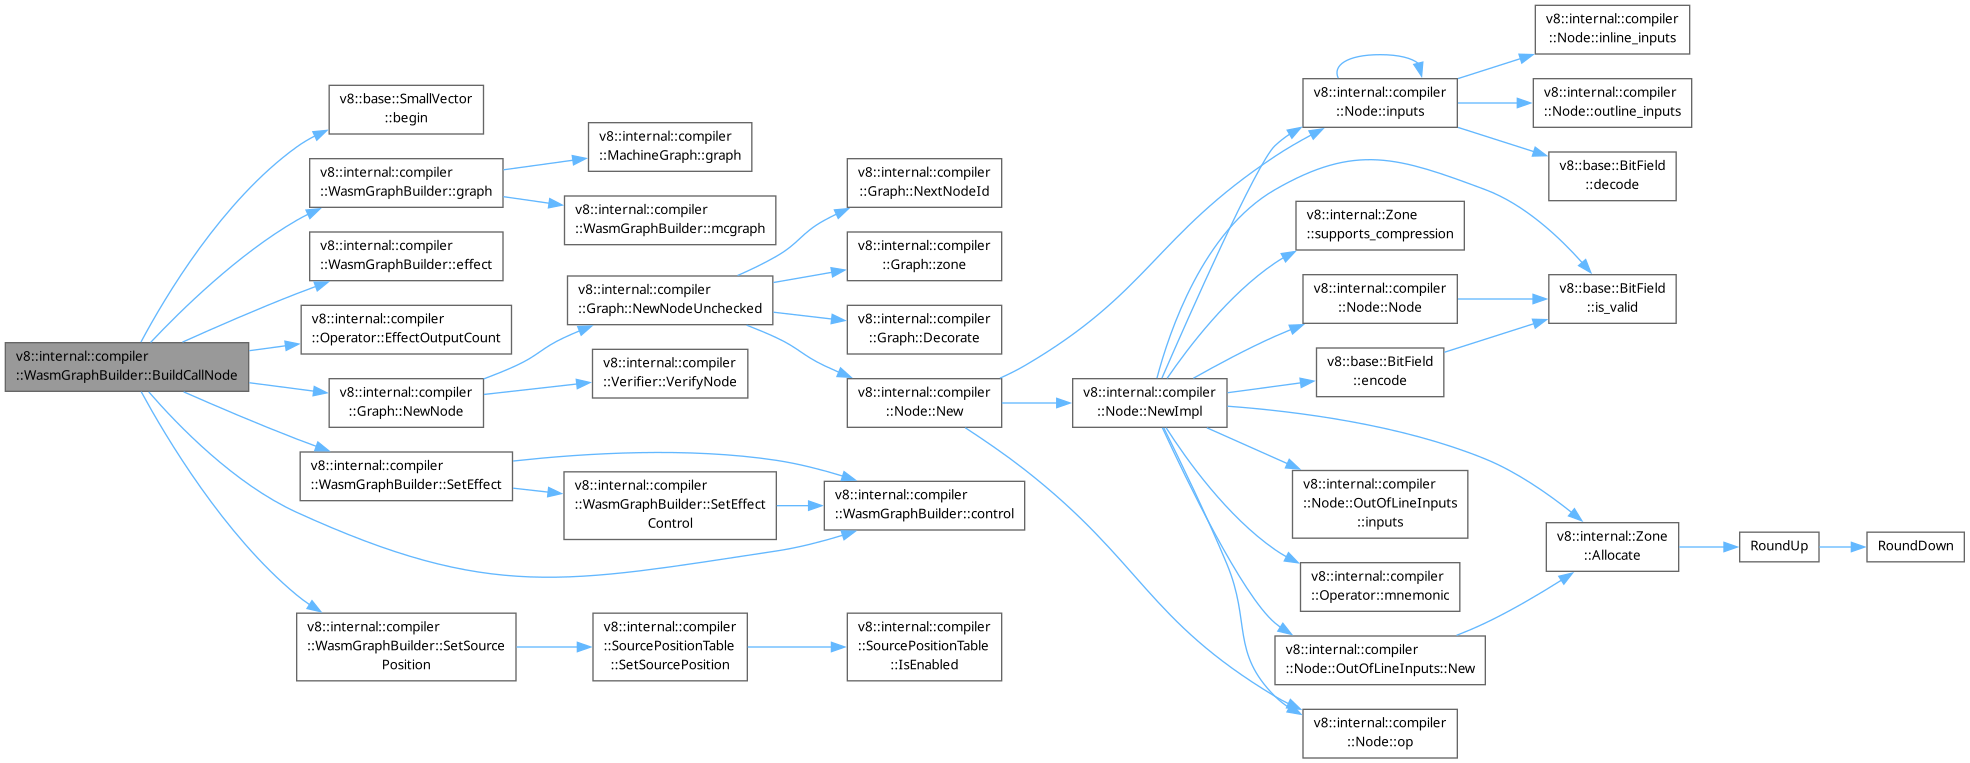 v8::internal::compiler
::WasmGraphBuilder::BuildCallNode
v8::base::SmallVector
::begin
v8::internal::compiler
::WasmGraphBuilder::graph
v8::internal::compiler
::MachineGraph::graph
v8::internal::compiler
::WasmGraphBuilder::mcgraph
v8::internal::compiler
::WasmGraphBuilder::effect
v8::internal::compiler
::Operator::EffectOutputCount
v8::internal::compiler
::Graph::NewNode
v8::internal::compiler
::Graph::NewNodeUnchecked
v8::internal::compiler
::Verifier::VerifyNode
v8::internal::compiler
::Graph::NextNodeId
v8::internal::compiler
::Graph::zone
v8::internal::compiler
::Graph::Decorate
v8::internal::compiler
::Node::New
v8::internal::compiler
::WasmGraphBuilder::SetEffect
v8::internal::compiler
::WasmGraphBuilder::SetEffect
Control
v8::internal::compiler
::WasmGraphBuilder::control
v8::internal::compiler
::WasmGraphBuilder::SetSource
Position
v8::internal::compiler
::SourcePositionTable
::SetSourcePosition
v8::internal::compiler
::SourcePositionTable
::IsEnabled
v8::internal::compiler
::Node::NewImpl
v8::internal::compiler
::Node::inputs
v8::internal::compiler
::Node::inline_inputs
v8::internal::compiler
::Node::outline_inputs
v8::base::BitField
::decode
v8::internal::Zone
::supports_compression
v8::internal::compiler
::Node::Node
v8::base::BitField
::is_valid
v8::base::BitField
::encode
v8::internal::compiler
::Node::OutOfLineInputs
::inputs
v8::internal::compiler
::Operator::mnemonic
v8::internal::compiler
::Node::OutOfLineInputs::New
v8::internal::compiler
::Node::op
v8::internal::Zone
::Allocate
RoundUp
RoundDown